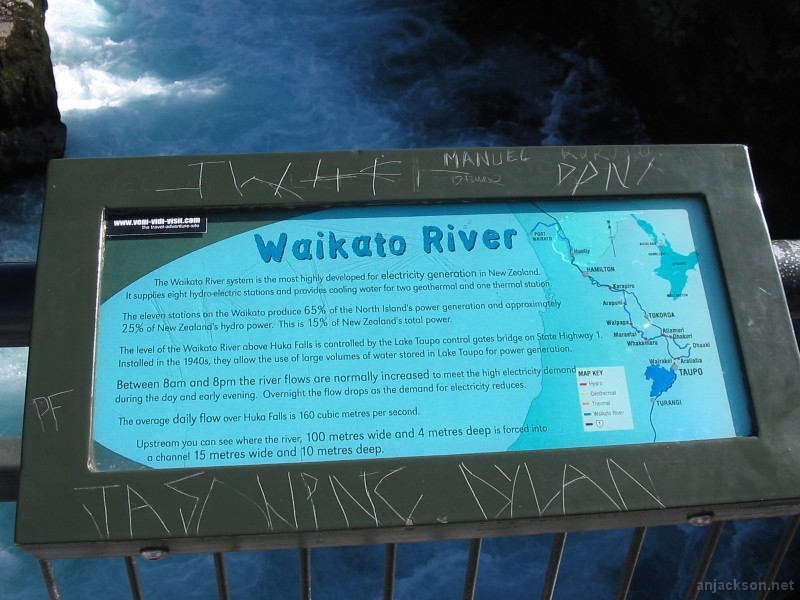 MANUEL
www.veni-vidi-visit.com
the travel-adventure-site
Waikato River
The Waikato River system is the most highly developed for electricity generation in New Zealand.
It supplies eight hydro-electric stations and provides cooling water for two geothermal and one thermal station.
The eleven stations on the Waikato produce 65% of the North Island's power generation and approximately
25% of New Zealand's hydro power. This is 15% of New Zealand's total power.
The level of the Waikato River above Huka Falls is controlled by the Lake Taupo control gates bridge on State Highway 1.
Installed in the 1940s, they allow the use of large volumes of water stored in Lake Taupo for power generation.
Between 8am and 8pm the river flows are normally increased to meet the high electricity demand
during the day and early evening. Overnight the flow drops as the demand for electricity reduces.
The average daily flow over Huka Falls is 160 cubic metres per second.
Upstream you can see where the river, 100 metres wide and 4 metres deep is forced into
a channel 15 metres wide and 10 metres deep.
PORT
WAIKATO
Huntly
HAMILTON
Karapiro
Arapuni
TOKOROA
Waipapa
Maraetai
Whakamaru
Atiamuri
Ohakuri
Ohaaki
Wairakei
Aratiatia
TAUPO
TURANGI
MAP KEY
Hydro
Geothermal
Thermal
Waikato River
1
PF
JASON
DYLAN
anjackson.net